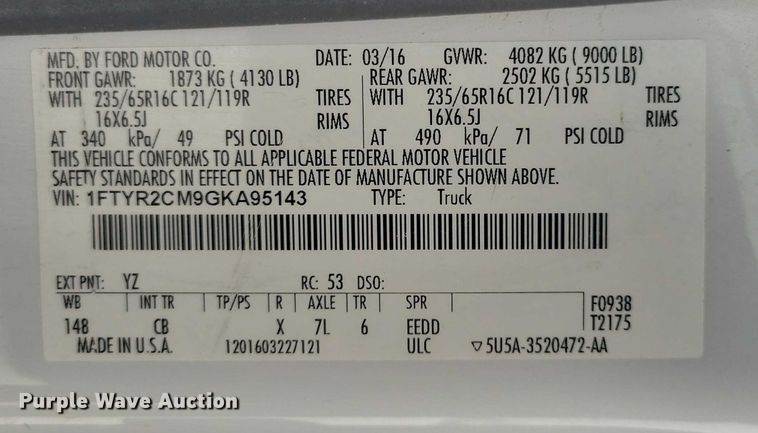 MFD. BY FORD MOTOR CO. DATE: 03/16 GVWR: 4082 KG ( 9000 LB)
FRONT GAWR: 1873 KG ( 4130 LB) REAR GAWR: 2502 KG ( 5515 LB)
WITH 235/65R16C 121/119R TIRES WITH 235/65R16C 121/119R TIRES
16X6.5J RIMS 16X6.5J RIMS
AT 340 kPa/ 49 PSI COLD AT 490 kPa/ 71 PSI COLD
THIS VEHICLE CONFORMS TO ALL APPLICABLE FEDERAL MOTOR VEHICLE
SAFETY STANDARDS IN EFFECT ON THE DATE OF MANUFACTURE SHOWN ABOVE.
VIN: 1FTYR2CM9GKA95143 TYPE: Truck
EXT PNT: YZ RC: 53 DSO:
WB INT TR TP/PS R AXLE TR SPR F0938
148 CB X 7L 6 EEDD T2175
MADE IN U.S.A. 1201603227121 ULC ▽5U5A-3520472-AA
Purple Wave Auction